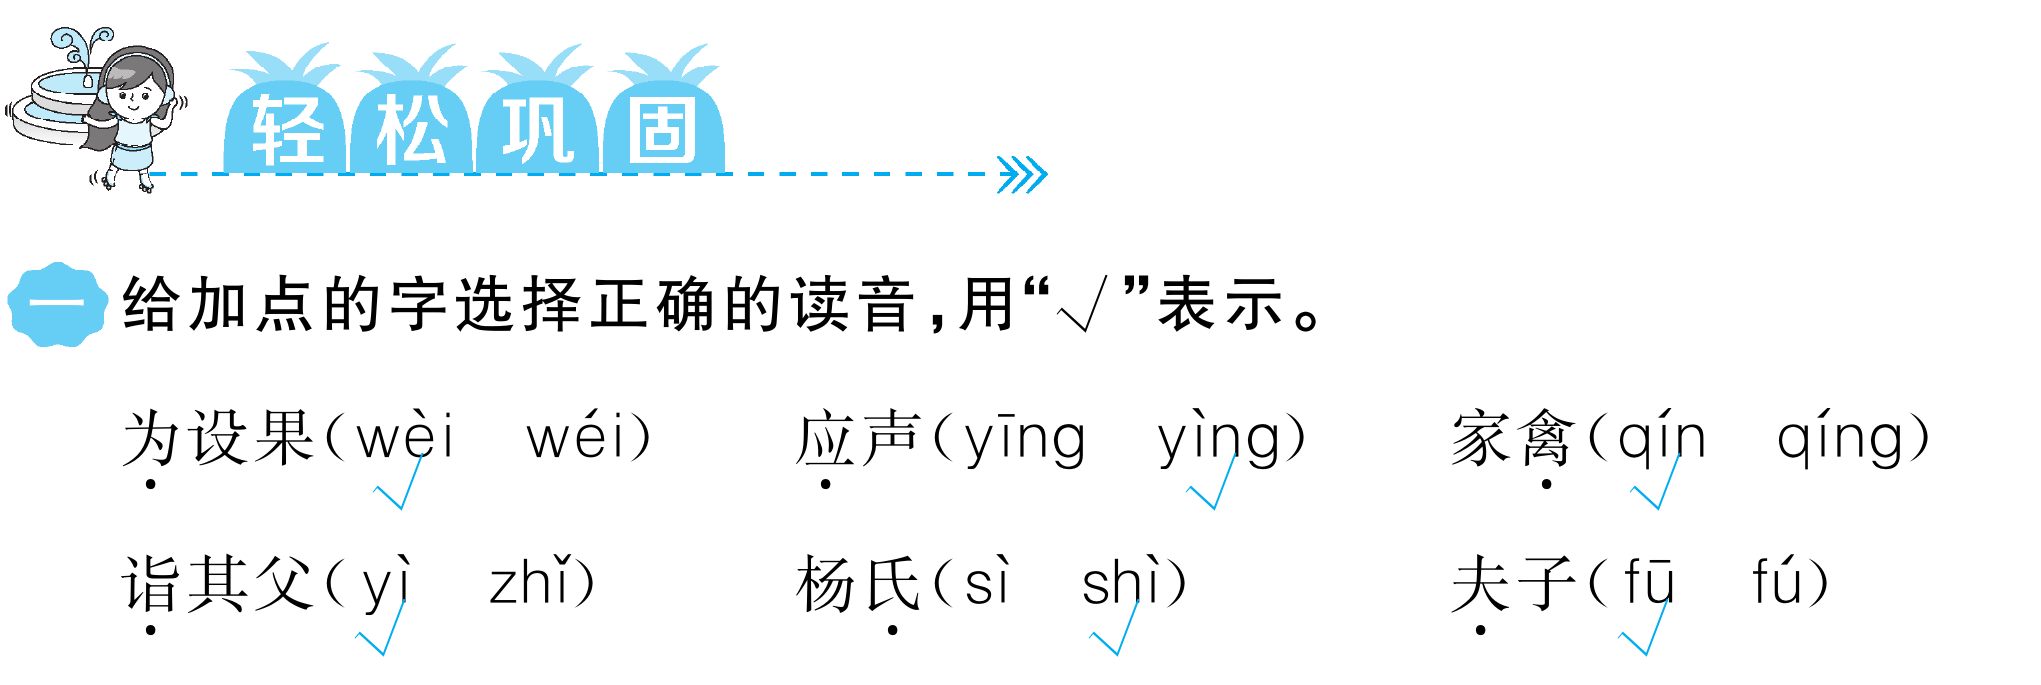 轻松巩固
一 给加点的字选择正确的读音,用“√”表示。
为设果(wèi√ wéi) 应声(yīng yìng√) 家禽(qín√ qíng)
诣其父(yì√ zhǐ) 杨氏(sì shì√) 夫子(fū√ fú)